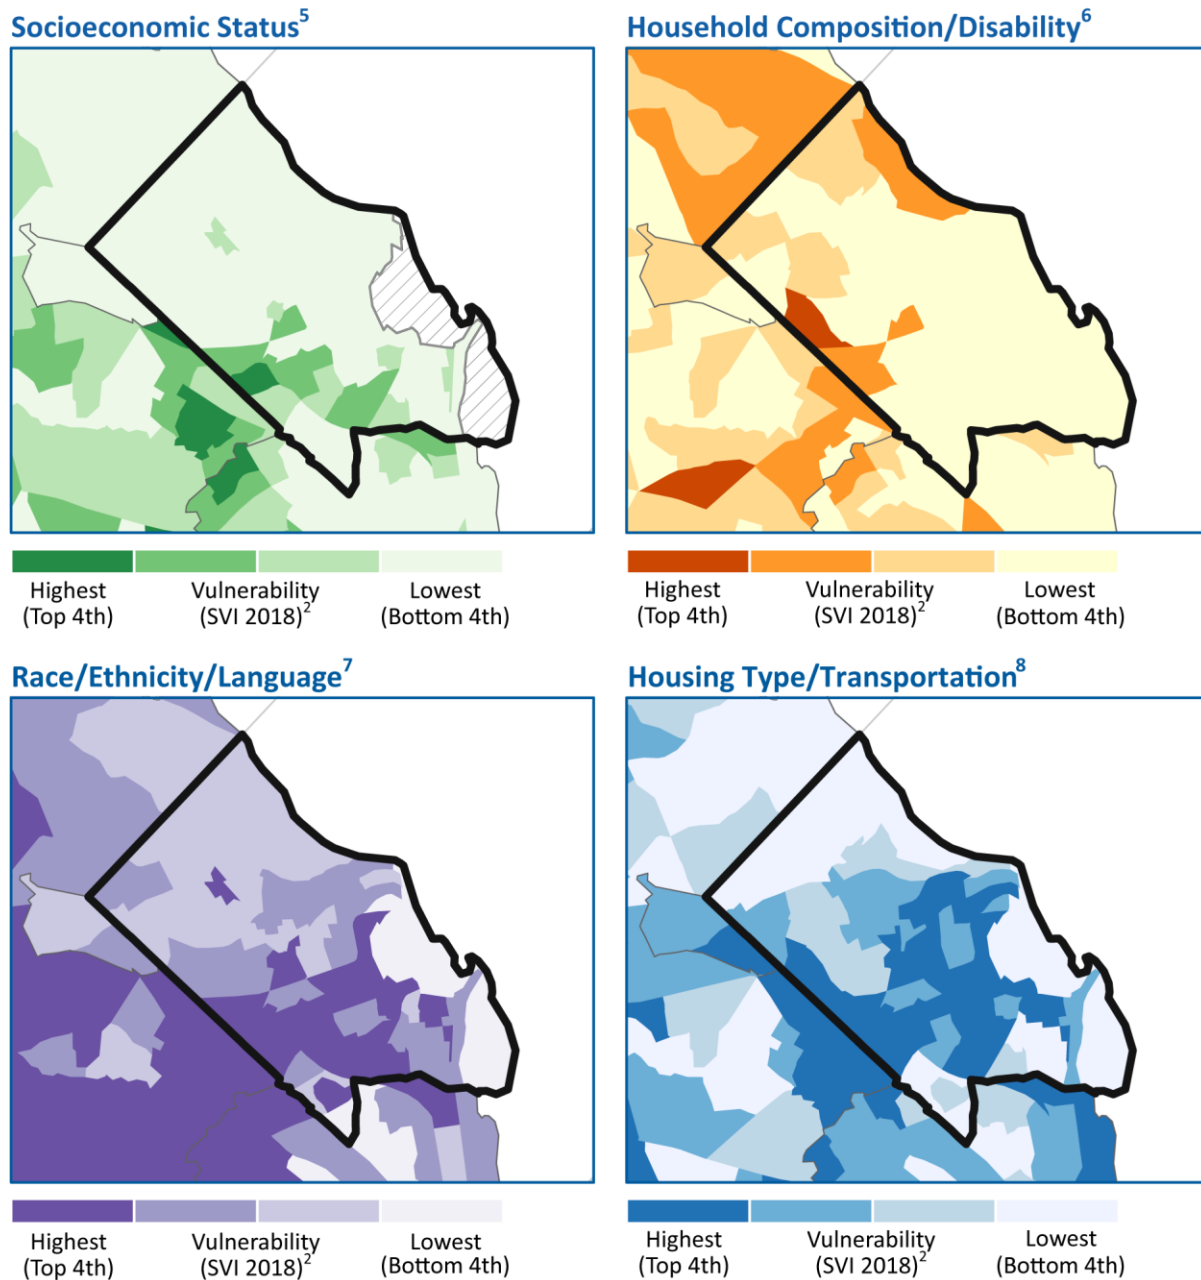 Socioeconomic Status5
Household Composition/Disability6
Highest
(Top 4th)
Vulnerability
(SVI 2018)2
Lowest
(Bottom 4th)
Highest
(Top 4th)
Vulnerability
(SVI 2018)2
Lowest
(Bottom 4th)
Race/Ethnicity/Language7
Housing Type/Transportation8
Highest
(Top 4th)
Vulnerability
(SVI 2018)2
Lowest
(Bottom 4th)
Highest
(Top 4th)
Vulnerability
(SVI 2018)2
Lowest
(Bottom 4th)